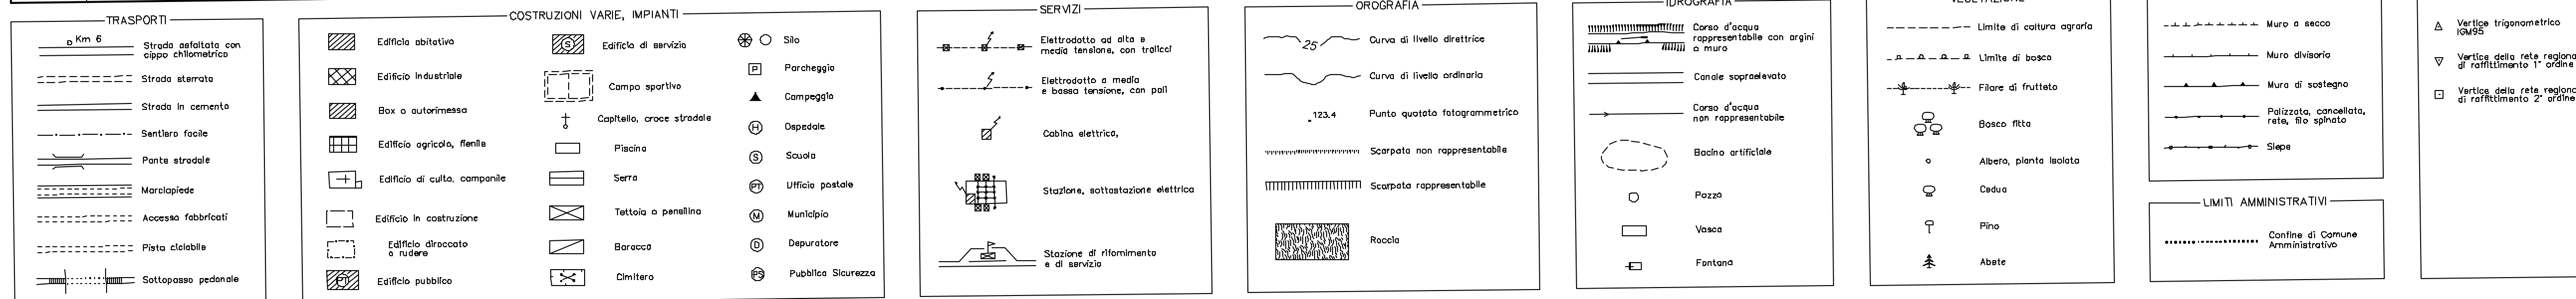 TRASPORTI
Km 6
Strada asfaltata con
cippo chilometrico
Strada sterrata
Strada in cemento
Sentiero facile
Ponte stradale
Marciapiede
Accesso fabbricati
Pista ciclabile
Sottopasso pedonale
COSTRUZIONI VARIE, IMPIANTI
Edificio abitativo
Edificio industriale
Box o autorimessa
Edificio agricolo, fienile
Edificio di culto, campanile
Edificio in costruzione
Edificio diroccato
o rudere
PT
Edificio pubblico
S
Edificio di servizio
Campo sportivo
Capitello, croce stradale
Piscina
Serra
Tettoia o pensilina
Baracca
Cimitero
Silo
P
Parcheggio
Campeggio
H
Ospedale
S
Scuola
PT
Ufficio postale
M
Municipio
D
Depuratore
PS
Pubblica Sicurezza
SERVIZI
Elettrodotto ad alta e
media tensione, con tralicci
Elettrodotto a media
e bassa tensione, con pali
Cabina elettrica,
Stazione, sottostazione elettrica
Stazione di rifornimento
e di servizio
OROGRAFIA
25
Curva di livello direttrice
Curva di livello ordinaria
123.4
Punto quotato fotogrammetrico
Scarpata non rappresentabile
Scarpata rappresentabile
Roccia
IDROGRAFIA
Corso d'acqua
rappresentabile con argini
o muro
Canale sopraelevato
Corso d'acqua
non rappresentabile
Bacino artificiale
Pozzo
Vasca
Fontana
VEGETAZIONE
Limite di coltura agraria
Limite di bosco
Filare di frutteto
Bosco fitto
Albero, pianta isolata
Ceduo
Pino
Abete
Muro a secco
Muro divisorio
Mura di sostegno
Palizzata, cancellata,
rete, filo spinato
Siepe
LIMITI AMMINISTRATIVI
Confine di Comune
Amministrativo
Vertice trigonometrico
IGM95
Vertice della rete regiona
di raffittimento 1° ordine
Vertice della rete regiona
di raffittimento 2° ordine